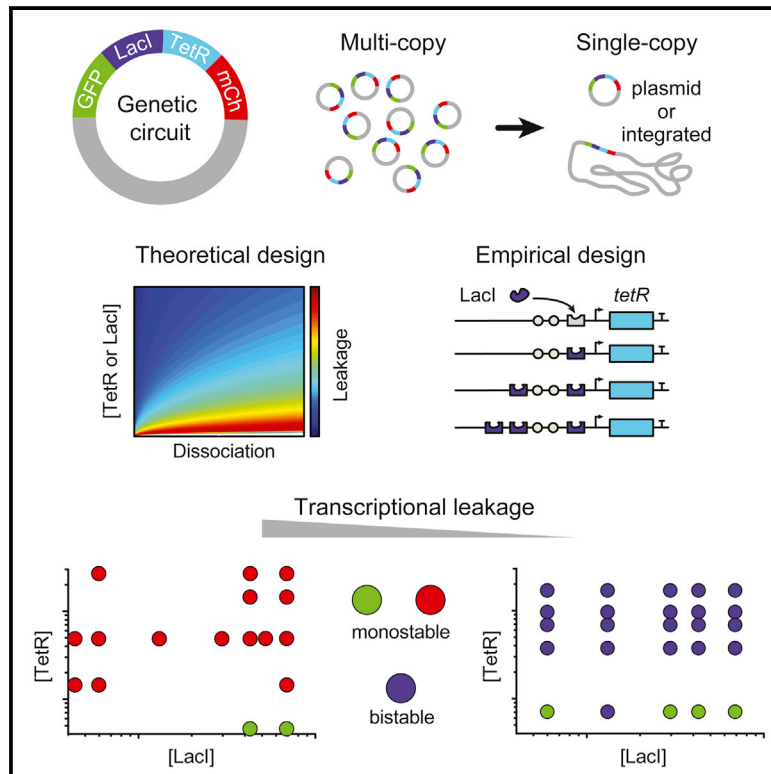 GFP
LacI
TetR
mCh
Genetic
circuit
Multi-copy
Single-copy
plasmid
or
integrated
Theoretical design
[TetR or LacI]
Dissociation
Leakage
Empirical design
LacI
tetR
Transcriptional leakage
[TetR]
[LacI]
monostable
bistable
[TetR]
[LacI]